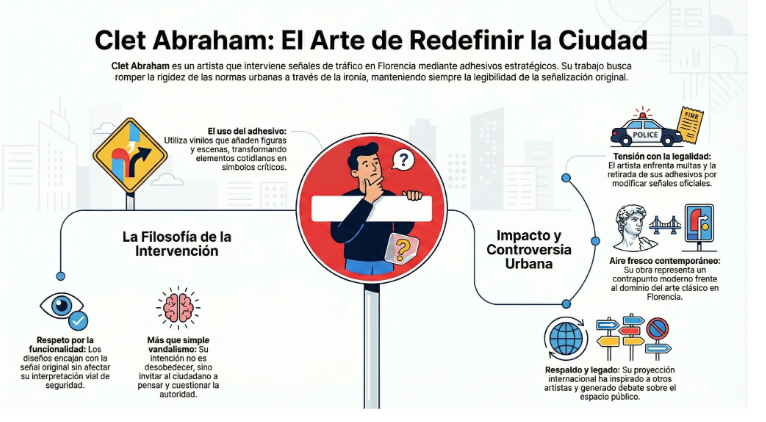 Clet Abraham: El Arte de Redefinir la Ciudad
Clet Abraham es un artista que interviene señales de tráfico en Florencia mediante adhesivos estratégicos. Su trabajo busca
romper la rigidez de las normas urbanas a través de la ironía, manteniendo siempre la legibilidad de la señalización original.
El uso del adhesivo:
Utiliza vinilos que añaden figuras
y escenas, transformando
elementos cotidianos en
símbolos críticos.
La Filosofía de la
Intervención
Respeto por la
funcionalidad: Los
diseños encajan con la
señal original sin afectar
su interpretación vial de
seguridad.
Más que simple
vandalismo: Su
intención no es
desobedecer, sino
invitar al ciudadano a
pensar y cuestionar la
autoridad.
?
?
Impacto y
Controversia
Urbana
POLICE
FINE
Tensión con la legalidad:
El artista enfrenta multas y la
retirada de sus adhesivos por
modificar señales oficiales.
Aire fresco contemporáneo:
Su obra representa un
contrapunto moderno frente
al dominio del arte clásico en
Florencia.
Respaldo y legado: Su proyección
internacional ha inspirado a otros
artistas y generado debate sobre el
espacio público.